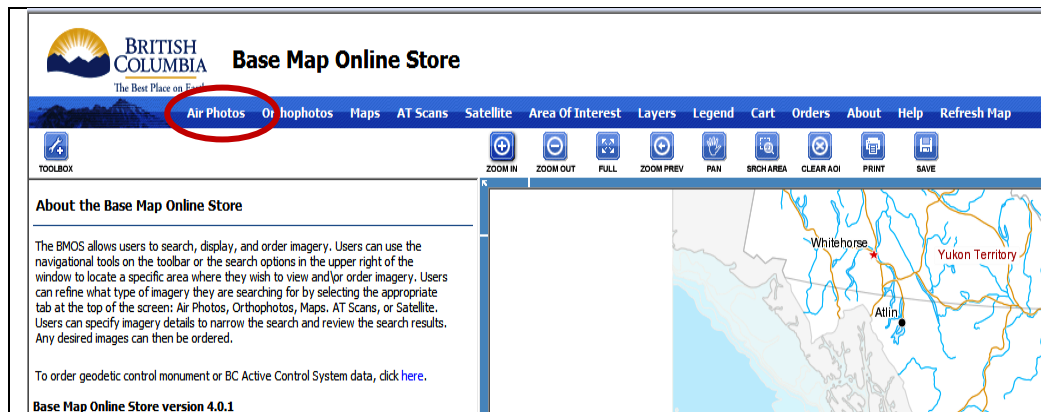 BRITISH
COLUMBIA
The Best Place on Earth
Base Map Online Store
Air Photos Orthophotos Maps AT Scans Satellite Area Of Interest Layers Legend Cart Orders About Help Refresh Map
TOOLBOX
ZOOM IN ZOOM OUT FULL ZOOM PREV PAN SRCH AREA CLEAR AOI PRINT SAVE
About the Base Map Online Store
The BMOS allows users to search, display, and order imagery. Users can use the
navigational tools on the toolbar or the search options in the upper right of the
window to locate a specific area where they wish to view and\or order imagery. Users
can refine what type of imagery they are searching for by selecting the appropriate
tab at the top of the screen: Air Photos, Orthophotos, Maps. AT Scans, or Satellite.
Users can specify imagery details to narrow the search and review the search results.
Any desired images can then be ordered.
To order geodetic control monument or BC Active Control System data, click here.
Base Map Online Store version 4.0.1
Whitehorse
Yukon Territory
Atlin